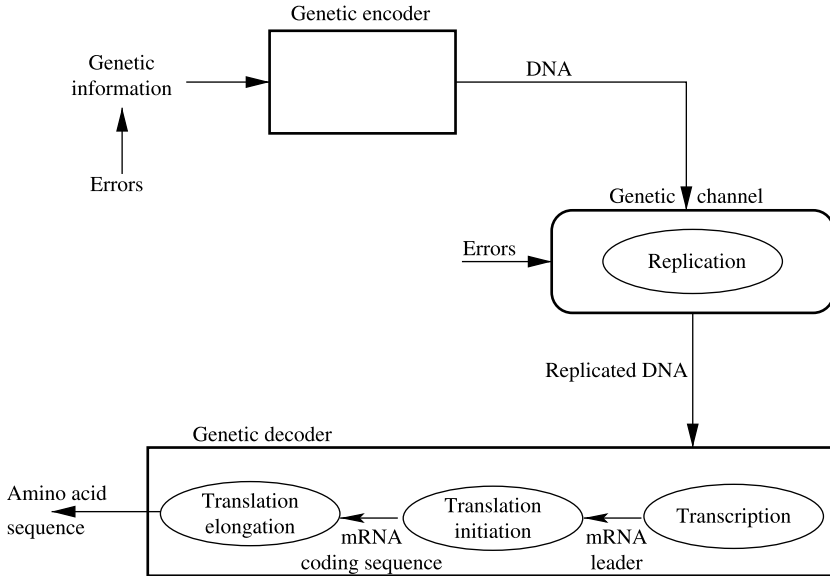 Genetic encoder
Genetic
information
DNA
Errors
Genetic channel
Errors
Replication
Replicated DNA
Genetic decoder
Amino acid
sequence
Translation
elongation
mRNA
coding sequence
Translation
initiation
mRNA
leader
Transcription